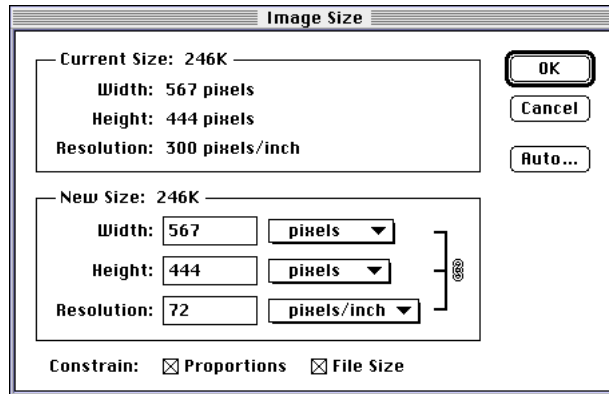 Image Size
Current Size: 246K
Width: 567 pixels
Height: 444 pixels
Resolution: 300 pixels/inch
OK
Cancel
Auto...
New Size: 246K
Width: 567 pixels
Height: 444 pixels
Resolution: 72 pixels/inch
Constrain: Proportions File Size